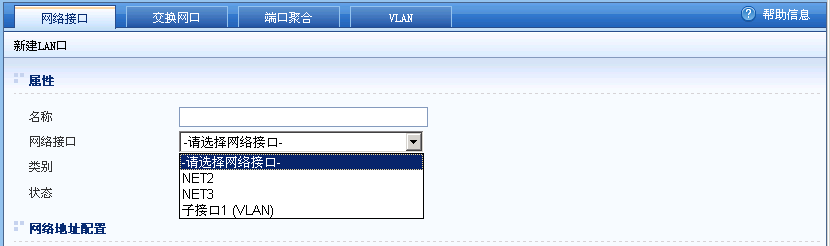 网络接口 交换网口 端口聚合 VLAN ? 帮助信息
新建LAN口
属性
名称
网络接口 -请选择网络接口-
类别 -请选择网络接口-
NET2
状态 NET3
子接口1 (VLAN)
网络地址配置